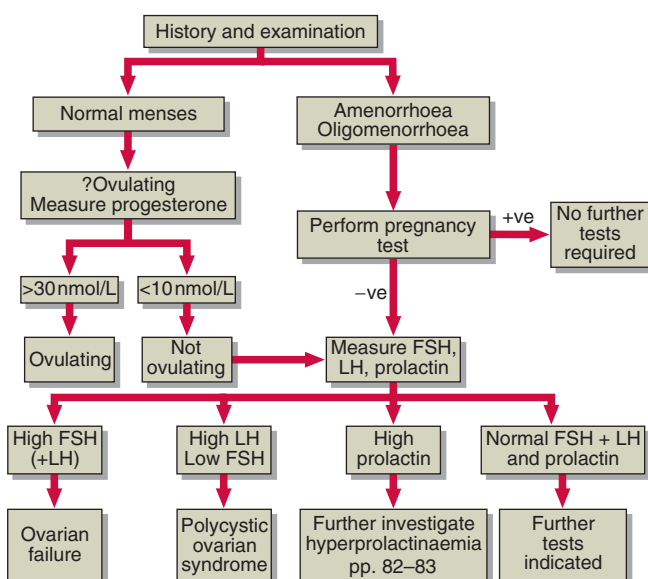 History and examination
Normal menses
Amenorrhoea
Oligomenorrhoea
?Ovulating
Measure progesterone
Perform pregnancy
test
+ve
No further
tests
required
>30 nmol/L
<10 nmol/L
–ve
Ovulating
Not
ovulating
Measure FSH,
LH, prolactin
High FSH
(+LH)
High LH
Low FSH
High
prolactin
Normal FSH + LH
and prolactin
Ovarian
failure
Polycystic
ovarian
syndrome
Further investigate
hyperprolactinaemia
pp. 82–83
Further
tests
indicated